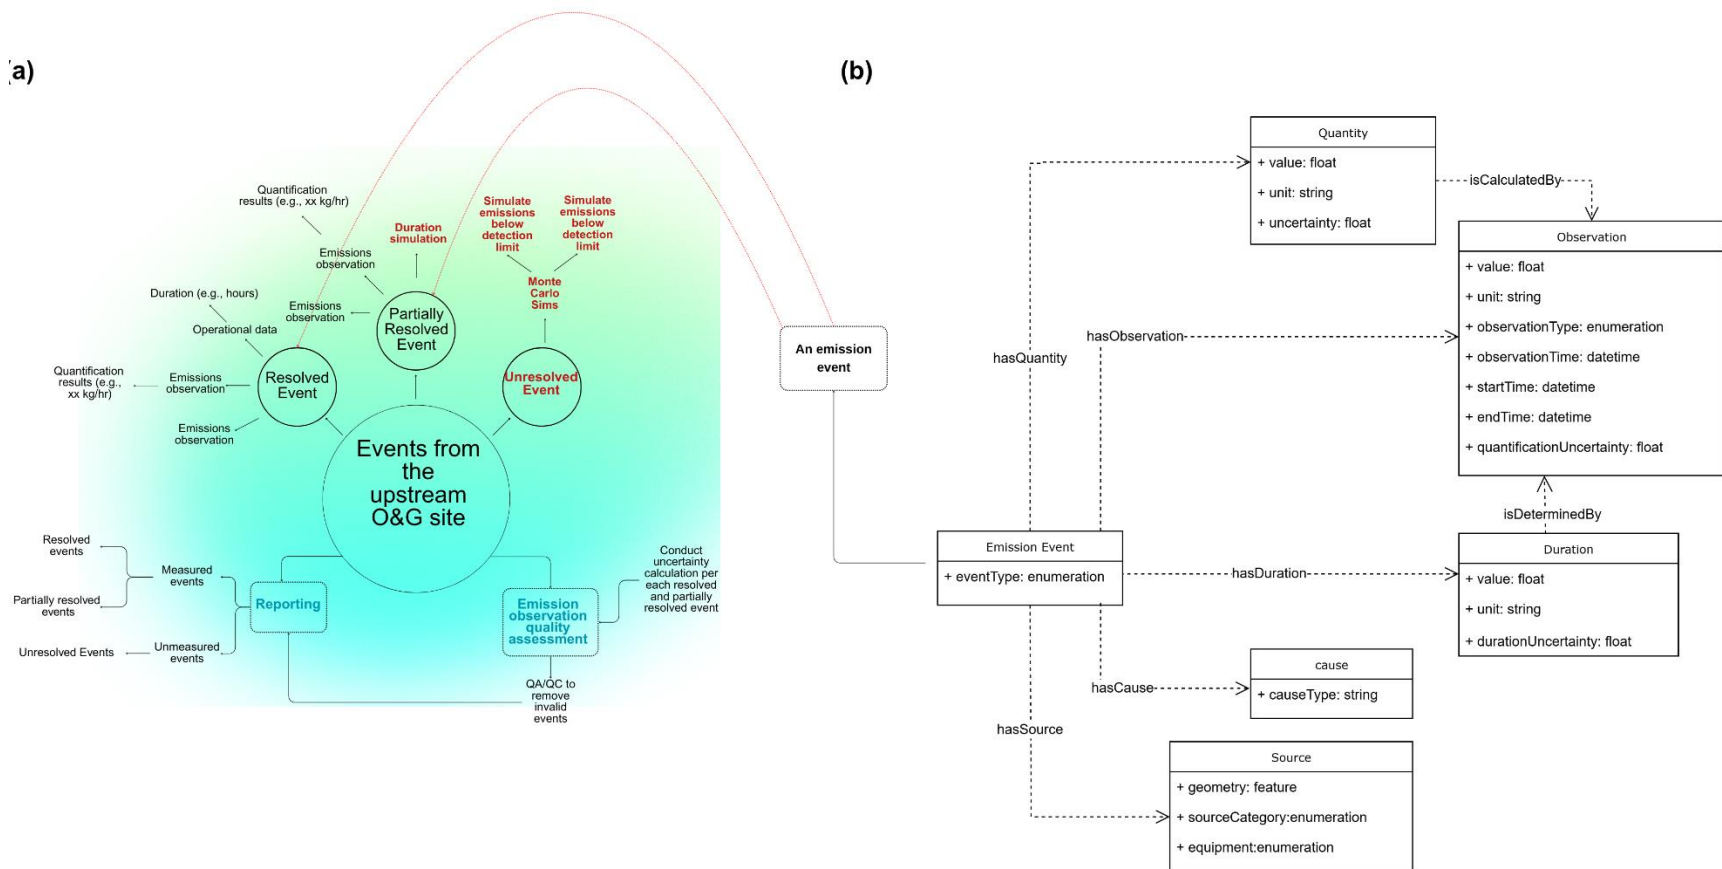 (a)
Quantification
results (e.g., xx kg/hr)
Duration
simulation
Simulate
emissions
below
detection
limit
Simulate
emissions
below
detection
limit
Emissions
observation
Monte
Carlo
Sims
Duration (e.g., hours)
Emissions
observation
Operational data
Partially
Resolved
Event
Quantification
results (e.g.,
xx kg/hr)
Emissions
observation
Resolved
Event
Unresolved
Event
Emissions
observation
Events from
the
upstream
O&G site
An emission
event
Resolved
events
Measured
events
Partially resolved
events
Reporting
Unresolved Events
Unmeasured
events
Emission
observation
quality
assessment
Conduct
uncertainty
calculation per
each resolved
and partially
resolved event
QA/QC to
remove
invalid
events
(b)
Quantity
+ value: float
+ unit: string
+ uncertainty: float
isCalculatedBy
Observation
+ value: float
+ unit: string
+ observationType: enumeration
+ observationTime: datetime
+ startTime: datetime
+ endTime: datetime
+ quantificationUncertainty: float
hasObservation
hasQuantity
isDeterminedBy
Emission Event
+ eventType: enumeration
hasDuration
Duration
+ value: float
+ unit: string
+ durationUncertainty: float
cause
+ causeType: string
hasCause
hasSource
Source
+ geometry: feature
+ sourceCategory:enumeration
+ equipment:enumeration